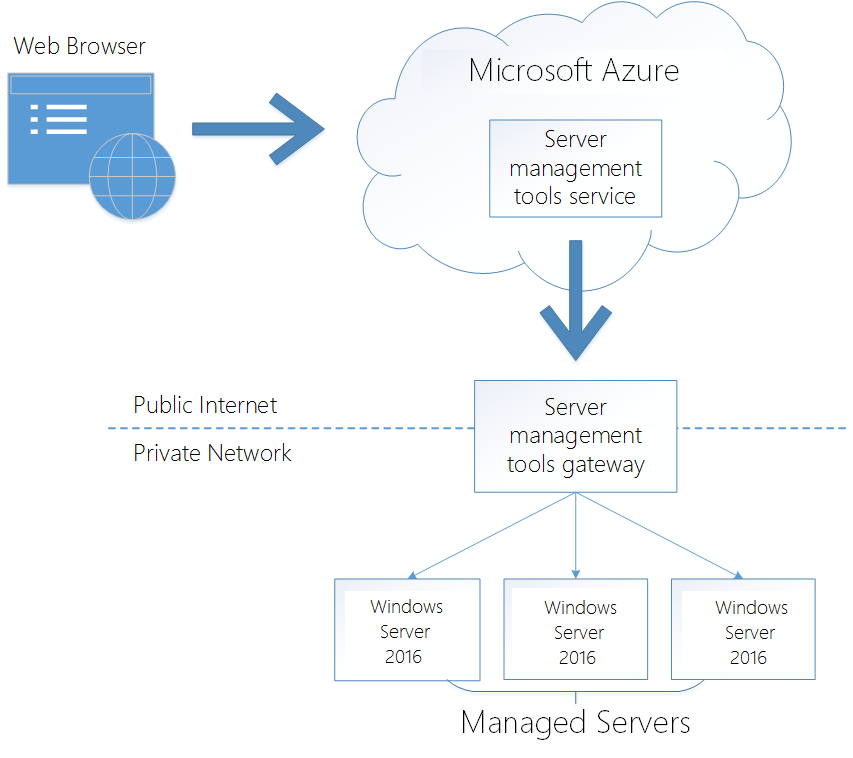 Web Browser
Microsoft Azure
Server
management
tools service
Public Internet
Private Network
Server
management
tools gateway
Windows
Server
2016
Windows
Server
2016
Windows
Server
2016
Managed Servers